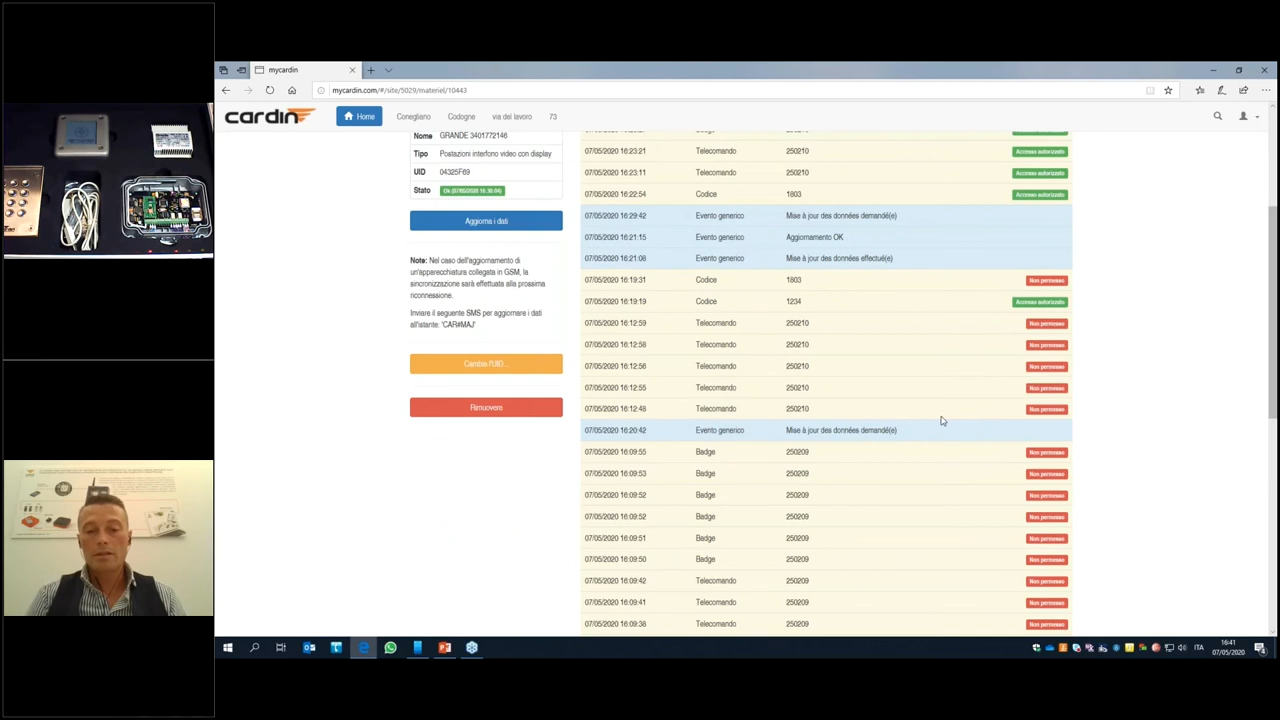 mycardin
mycardin.com/#/site/5029/materiel/10443
cardin
Home Conegliano Codogne via del lavoro 73
Nome GRANDE 3401772146
Tipo Postazioni interfono video con display
UID 04325F69
Stato
Aggiorna i dati
Note: Nel caso dell'aggiornamento di
un'apparecchiatura collegata in GSM, la
sincronizzazione sarà effettuata alla prossima
riconnessione.
Inviare il seguente SMS per aggiornare i dati
all'istante: 'CAR#MAJ'
Cambia l'UID...
Rimuovere
Accesso autorizzato
07/05/2020 16:23:21 Telecomando 250210 Accesso autorizzato
07/05/2020 16:23:11 Telecomando 250210 Accesso autorizzato
07/05/2020 16:22:54 Codice 1803 Accesso autorizzato
07/05/2020 16:29:42 Evento generico Mise à jour des données demandé(e)
07/05/2020 16:21:15 Evento generico Aggiornamento OK
07/05/2020 16:21:08 Evento generico Mise à jour des données effectué(e)
07/05/2020 16:19:31 Codice 1803 Non permesso
07/05/2020 16:19:19 Codice 1234 Accesso autorizzato
07/05/2020 16:12:59 Telecomando 250210 Non permesso
07/05/2020 16:12:58 Telecomando 250210 Non permesso
07/05/2020 16:12:56 Telecomando 250210 Non permesso
07/05/2020 16:12:55 Telecomando 250210 Non permesso
07/05/2020 16:12:48 Telecomando 250210 Non permesso
07/05/2020 16:20:42 Evento generico Mise à jour des données demandé(e)
07/05/2020 16:09:55 Badge 250209 Non permesso
07/05/2020 16:09:53 Badge 250209 Non permesso
07/05/2020 16:09:52 Badge 250209 Non permesso
07/05/2020 16:09:52 Badge 250209 Non permesso
07/05/2020 16:09:51 Badge 250209 Non permesso
07/05/2020 16:09:50 Badge 250209 Non permesso
07/05/2020 16:09:42 Telecomando 250209 Non permesso
07/05/2020 16:09:41 Telecomando 250209 Non permesso
07/05/2020 16:09:38 Telecomando 250209 Non permesso
ITA
16:41
07/05/2020